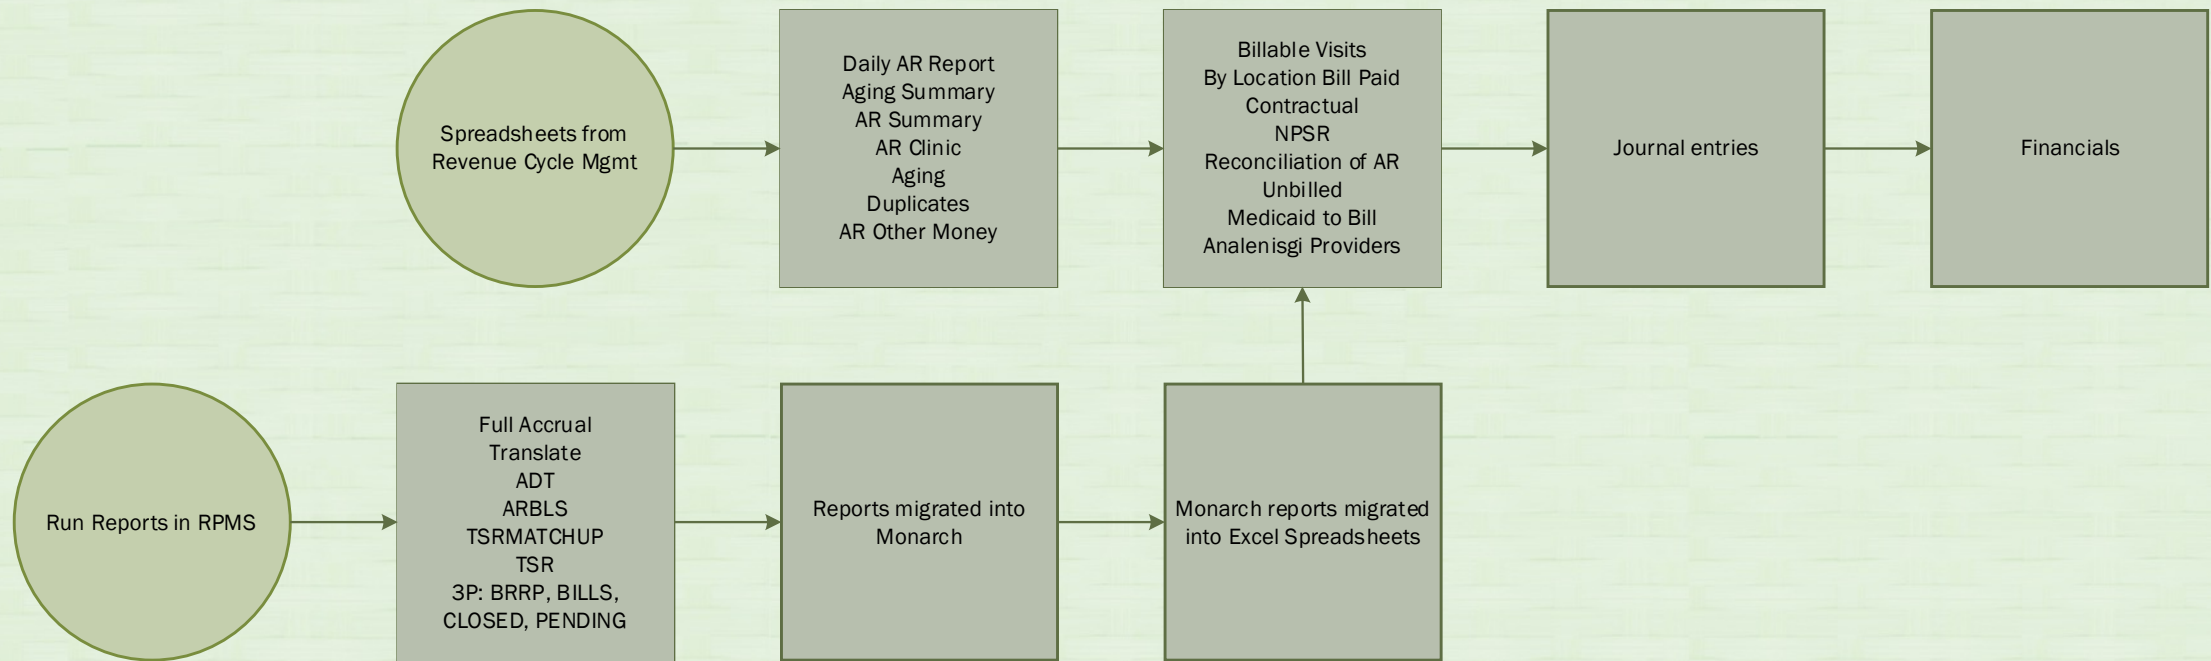 Spreadsheets from
Revenue Cycle Mgmt
Daily AR Report
Aging Summary
AR Summary
AR Clinic
Aging
Duplicates
AR Other Money
Billable Visits
By Location Bill Paid
Contractual
NPSR
Reconciliation of AR
Unbilled
Medicaid to Bill
Analenisgi Providers
Journal entries
Financials
Run Reports in RPMS
Full Accrual
Translate
ADT
ARBLS
TSRMATCHUP
TSR
3P: BRRP, BILLS,
CLOSED, PENDING
Reports migrated into
Monarch
Monarch reports migrated
into Excel Spreadsheets